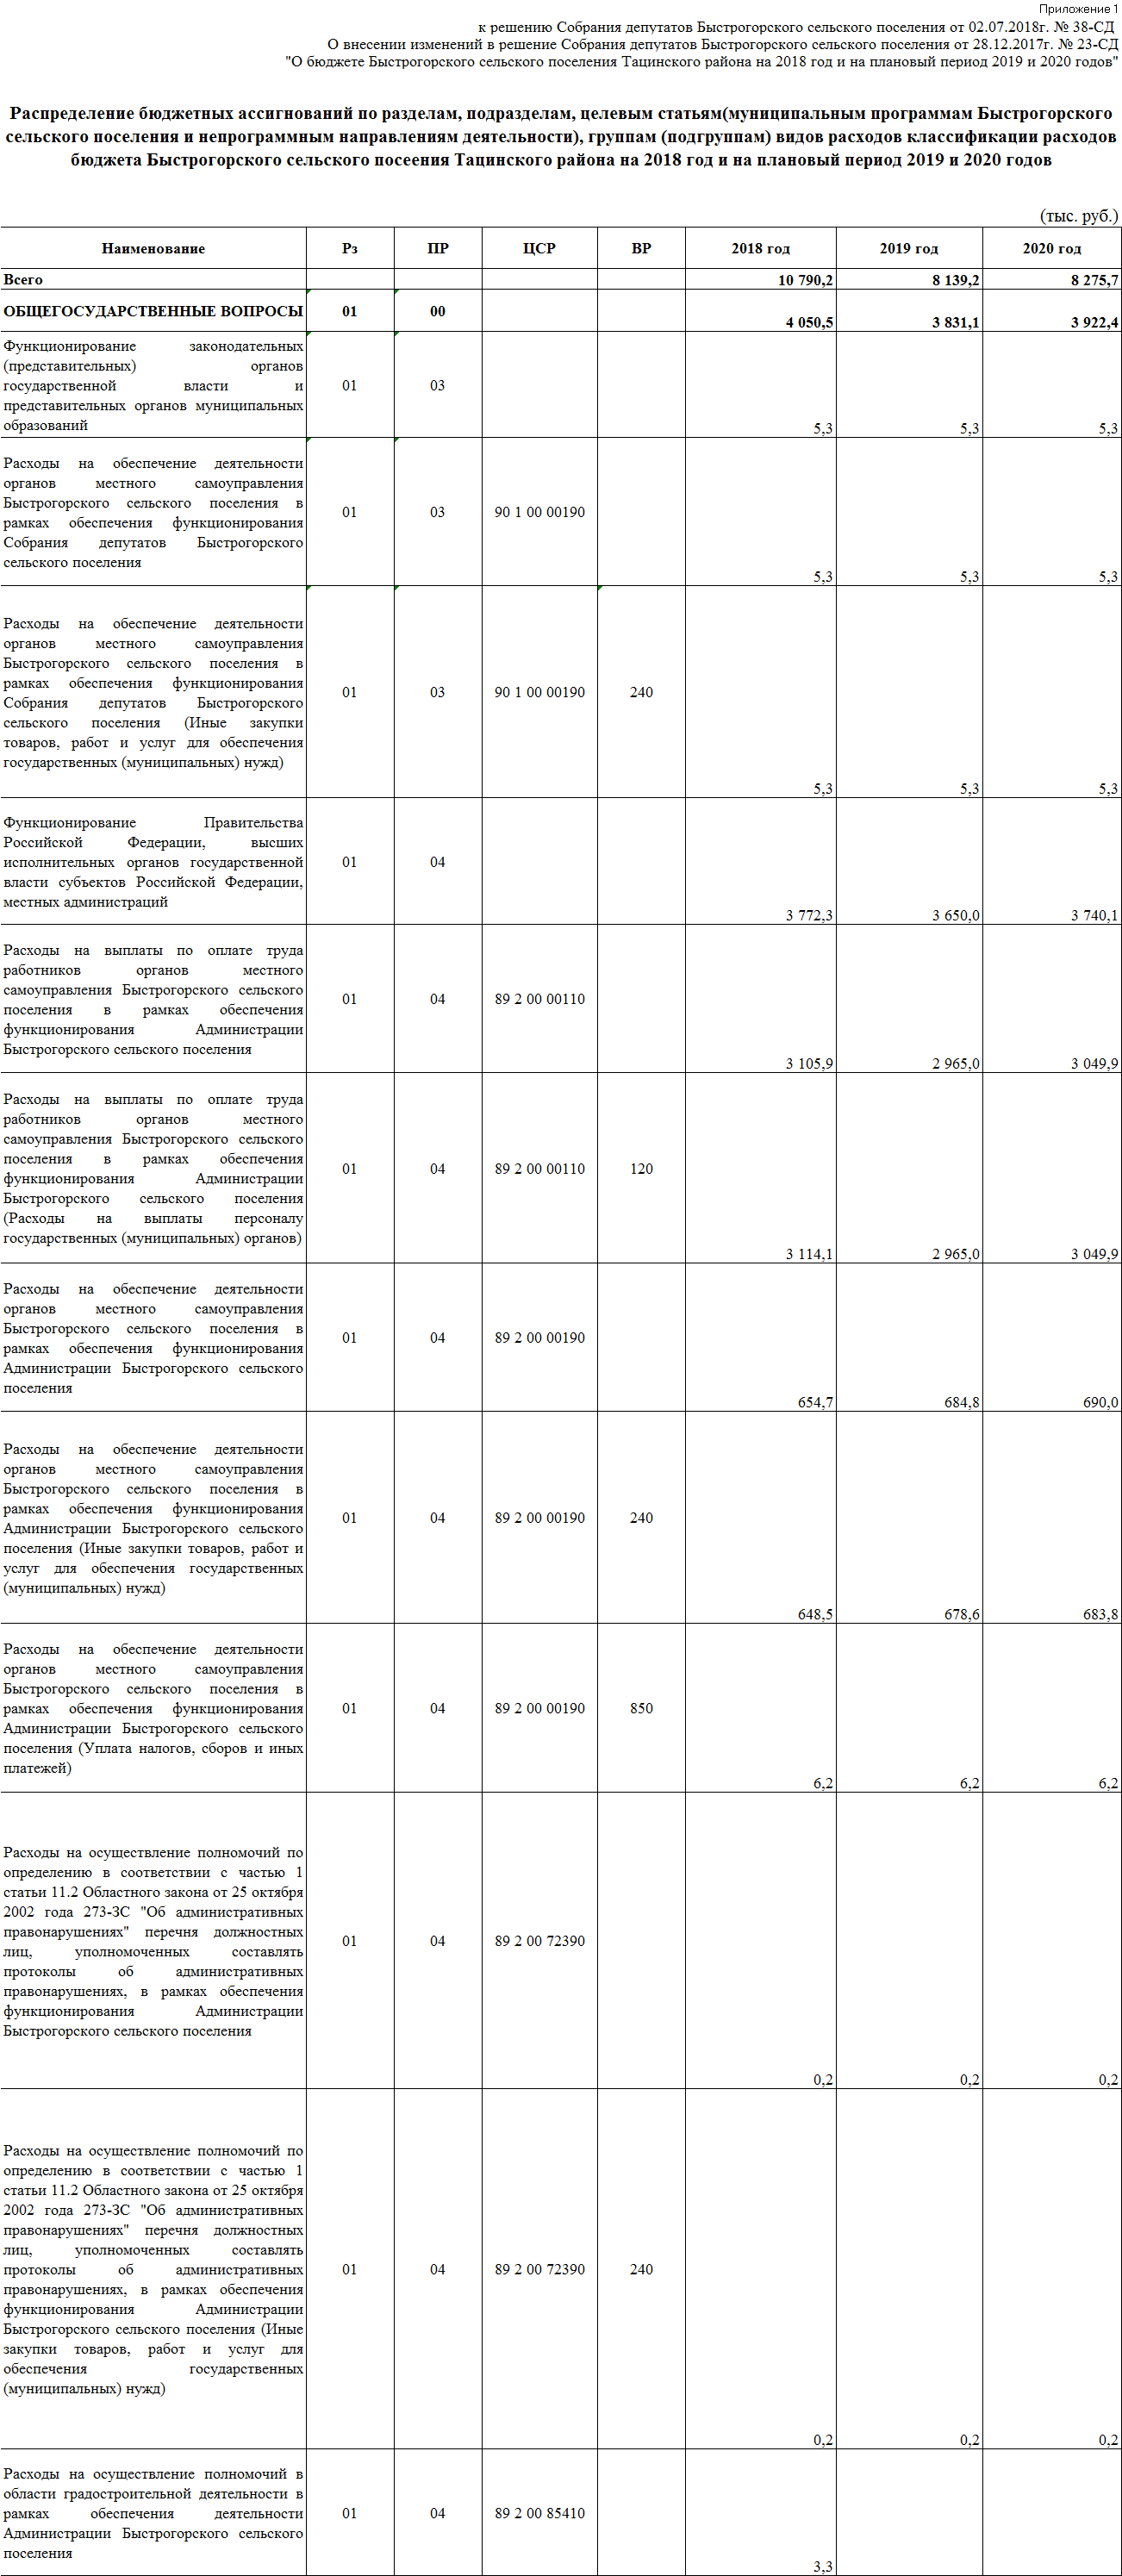 Приложение 1
к решению Собрания депутатов Быстрогорского сельского поселения от 02.07.2018г. № 38-СД
О внесении изменений в решение Собрания депутатов Быстрогорского сельского поселения от 28.12.2017г. № 23-СД
"О бюджете Быстрогорского сельского поселения Тацинского района на 2018 год и на плановый период 2019 и 2020 годов"
Распределение бюджетных ассигнований по разделам, подразделам, целевым статьям(муниципальным программам Быстрогорского
сельского поселения и непрограммным направлениям деятельности), группам (подгруппам) видов расходов классификации расходов
бюджета Быстрогорского сельского посеения Тацинского района на 2018 год и на плановый период 2019 и 2020 годов
(тыс. руб.)
Наименование Рз ПР ЦСР ВР 2018 год 2019 год 2020 год
Всего 10 790,2 8 139,2 8 275,7
ОБЩЕГОСУДАРСТВЕННЫЕ ВОПРОСЫ 01 00 4 050,5 3 831,1 3 922,4
Функционирование законодательных
(представительных) органов
государственной власти и
представительных органов муниципальных
образований
01 03 5,3 5,3 5,3
Расходы на обеспечение деятельности
органов местного самоуправления
Быстрогорского сельского поселения в
рамках обеспечения функционирования
Собрания депутатов Быстрогорского
сельского поселения
01 03 90 1 00 00190 5,3 5,3 5,3
Расходы на обеспечение деятельности
органов местного самоуправления
Быстрогорского сельского поселения в
рамках обеспечения функционирования
Собрания депутатов Быстрогорского
сельского поселения (Иные закупки
товаров, работ и услуг для обеспечения
государственных (муниципальных) нужд)
01 03 90 1 00 00190 240 5,3 5,3 5,3
Функционирование Правительства
Российской Федерации, высших
исполнительных органов государственной
власти субъектов Российской Федерации,
местных администраций
01 04 3 772,3 3 650,0 3 740,1
Расходы на выплаты по оплате труда
работников органов местного
самоуправления Быстрогорского сельского
поселения в рамках обеспечения
функционирования Администрации
Быстрогорского сельского поселения
01 04 89 2 00 00110 3 105,9 2 965,0 3 049,9
Расходы на выплаты по оплате труда
работников органов местного
самоуправления Быстрогорского сельского
поселения в рамках обеспечения
функционирования Администрации
Быстрогорского сельского поселения
(Расходы на выплаты персоналу
государственных (муниципальных) органов)
01 04 89 2 00 00110 120 3 114,1 2 965,0 3 049,9
Расходы на обеспечение деятельности
органов местного самоуправления
Быстрогорского сельского поселения в
рамках обеспечения функционирования
Администрации Быстрогорского сельского
поселения
01 04 89 2 00 00190 654,7 684,8 690,0
Расходы на обеспечение деятельности
органов местного самоуправления
Быстрогорского сельского поселения в
рамках обеспечения функционирования
Администрации Быстрогорского сельского
поселения (Иные закупки товаров, работ и
услуг для обеспечения государственных
(муниципальных) нужд)
01 04 89 2 00 00190 240 648,5 678,6 683,8
Расходы на обеспечение деятельности
органов местного самоуправления
Быстрогорского сельского поселения в
рамках обеспечения функционирования
Администрации Быстрогорского сельского
поселения (Уплата налогов, сборов и иных
платежей)
01 04 89 2 00 00190 850 6,2 6,2 6,2
Расходы на осуществление полномочий по
определению в соответствии с частью 1
статьи 11.2 Областного закона от 25 октября
2002 года 273-ЗС "Об административных
правонарушениях" перечня должностных
лиц, уполномоченных составлять
протоколы об административных
правонарушениях, в рамках обеспечения
функционирования Администрации
Быстрогорского сельского поселения
01 04 89 2 00 72390 0,2 0,2 0,2
Расходы на осуществление полномочий по
определению в соответствии с частью 1
статьи 11.2 Областного закона от 25 октября
2002 года 273-ЗС "Об административных
правонарушениях" перечня должностных
лиц, уполномоченных составлять
протоколы об административных
правонарушениях, в рамках обеспечения
функционирования Администрации
Быстрогорского сельского поселения (Иные
закупки товаров, работ и услуг для
обеспечения государственных
(муниципальных) нужд)
01 04 89 2 00 72390 240 0,2 0,2 0,2
Расходы на осуществление полномочий в
области градостроительной деятельности в
рамках обеспечения деятельности
Администрации Быстрогорского сельского
поселения
01 04 89 2 00 85410 3,3